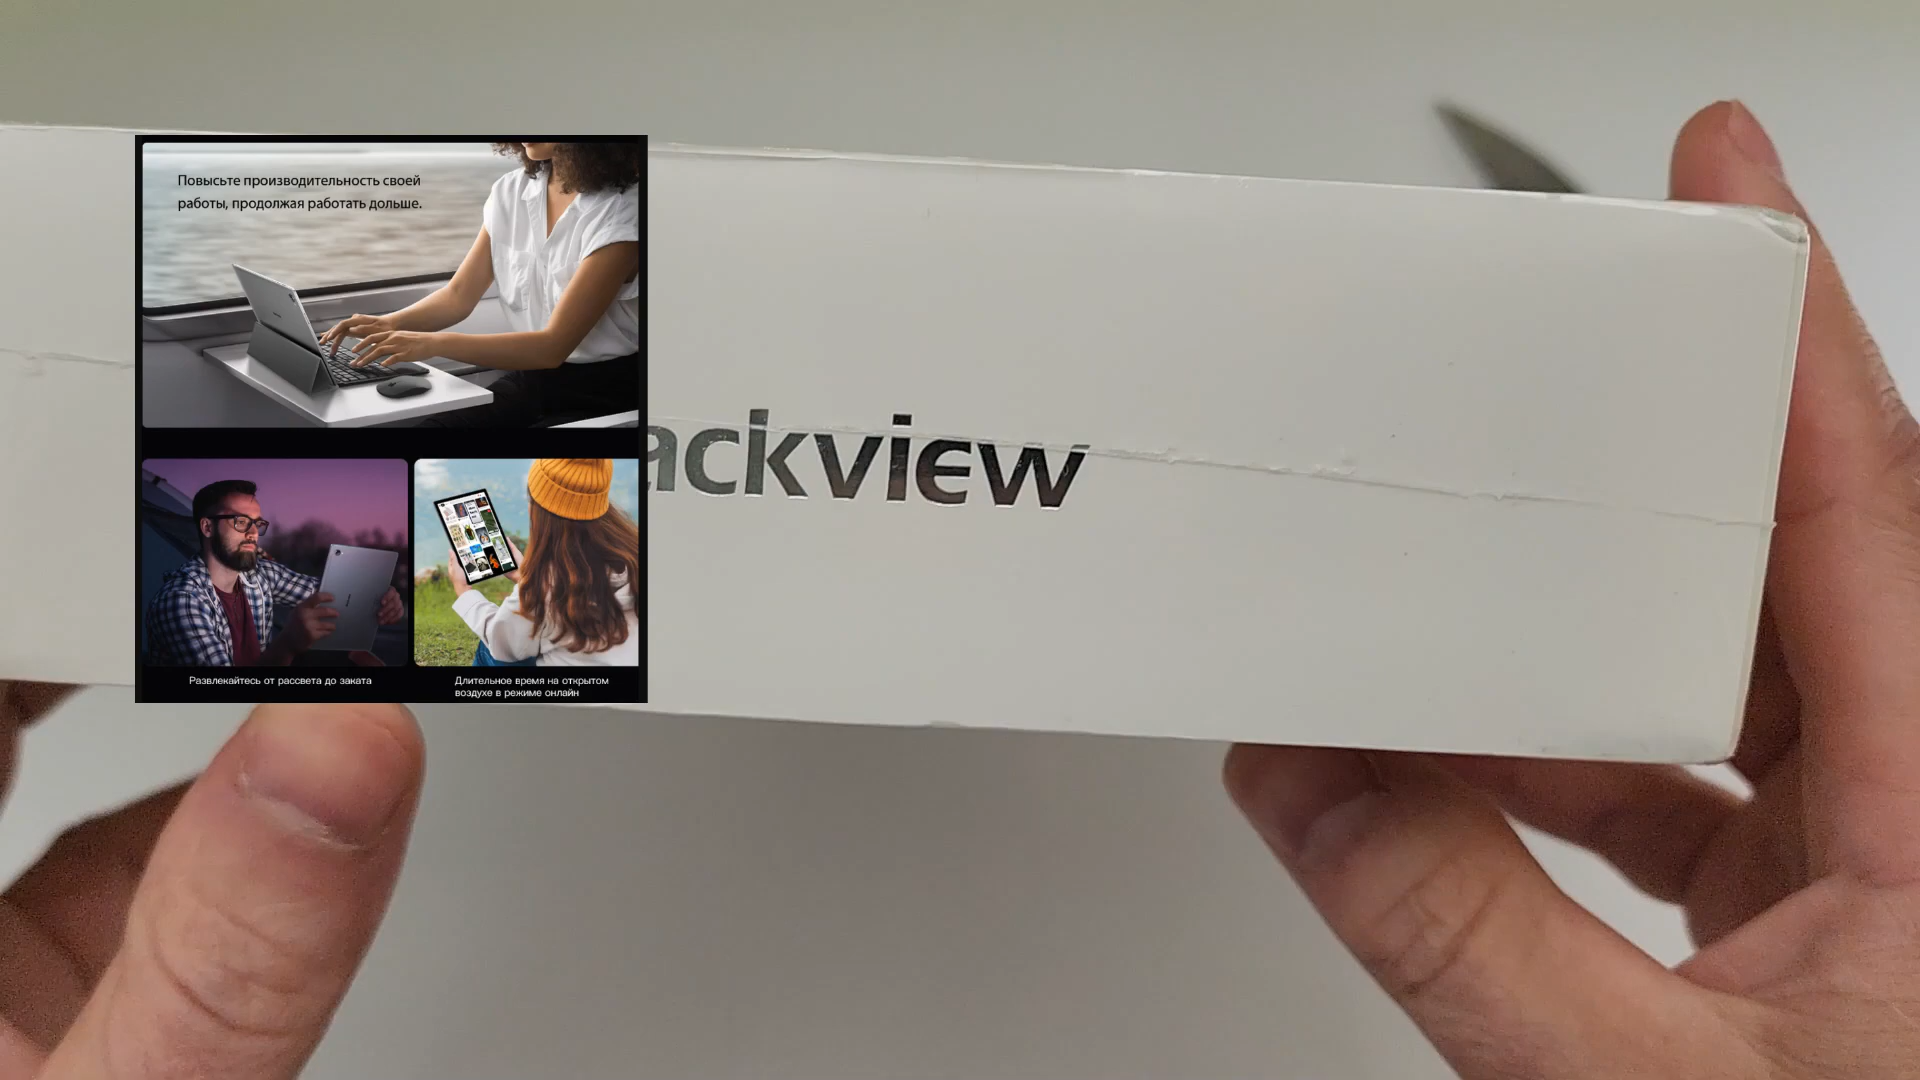 Повысьте производительность своей
работы, продолжая работать дольше.
ackview
Развлекайтесь от рассвета до заката
Длительное время на открытом
воздухе в режиме онлайн